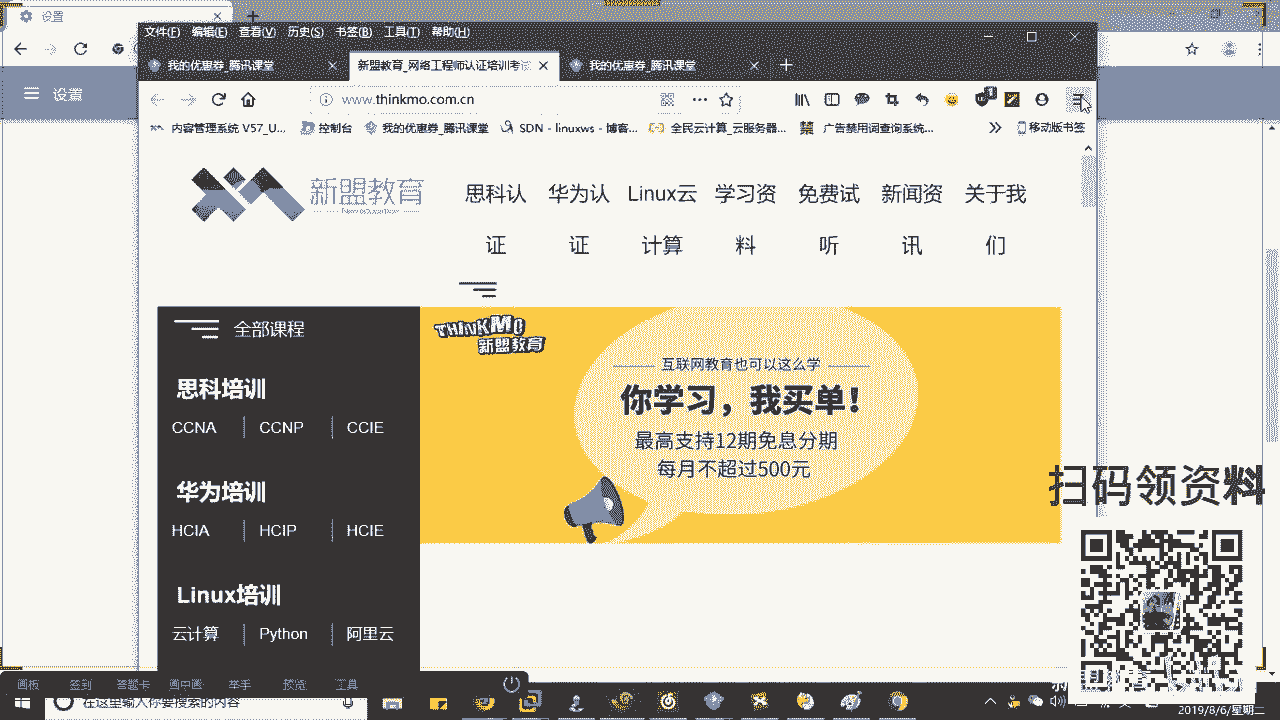 设置
文件(F) 编辑(E) 查看(V) 历史(S) 书签(B) 工具(T) 帮助(H)
我的优惠券_腾讯课堂
新盟教育_网络工程师认证培训考试
我的优惠券_腾讯课堂
www.thinkmo.com.cn
内容管理系统 V57_U...
控制台
我的优惠券_腾讯课堂
SDN - linuxws - 博客...
全民云计算_云服务器...
广告禁用词查询系统...
移动版书签
设置
新盟教育
思科认证
华为认证
Linux云计算
学习资料
免费试听
新闻资讯
关于我们
全部课程
思科培训
CCNA CCNP CCIE
华为培训
HCIA HCIP HCIE
Linux培训
云计算 Python 阿里云
THINKMO
新盟教育
互联网教育也可以这么学
你学习，我买单！
最高支持12期免息分期
每月不超过500元
扫码领资料
画板 签到 答题卡 画中画 举手 预览 工具
在这里输入你要搜索的内容
2019/8/6/星期二